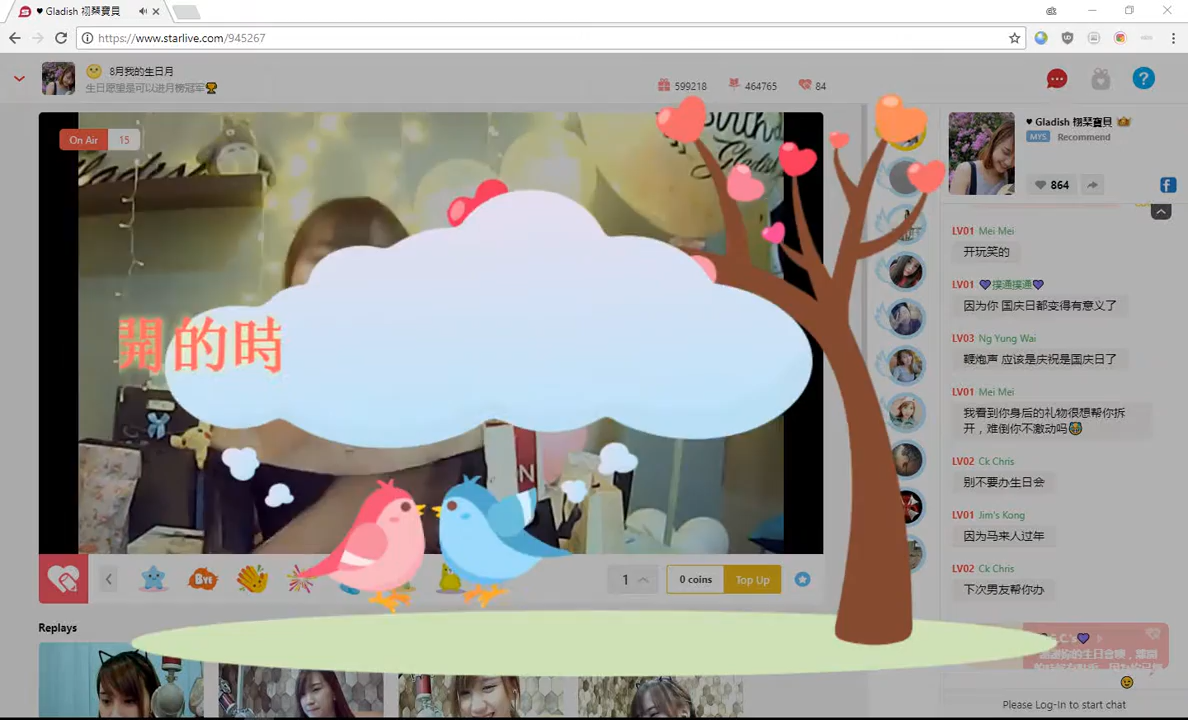 ♥ Gladish 栩琹寶貝
https://www.starlive.com/945267
8月我的生日月
生日愿望是可以进月榜冠军🏆
599218
464765
84
On Air 15
Gladish
♥ Gladish 栩琹寶貝
MYS Recommend
864
開的時
N
LV01 Mei Mei
开玩笑的
LV01 💜撲通撲通💜
因为你 国庆日都变得有意义了
LV03 Ng Yung Wai
鞭炮声 应该是庆祝是国庆日了
LV01 Mei Mei
我看到你身后的礼物很想帮你拆
开，难倒你不激动吗😭
LV02 Ck Chris
别不要办生日会
LV01 Jim's Kong
因为马来人过年
LV02 Ck Chris
下次男友帮你办
BYE
1
0 coins
Top Up
Replays
Please Log-In to start chat